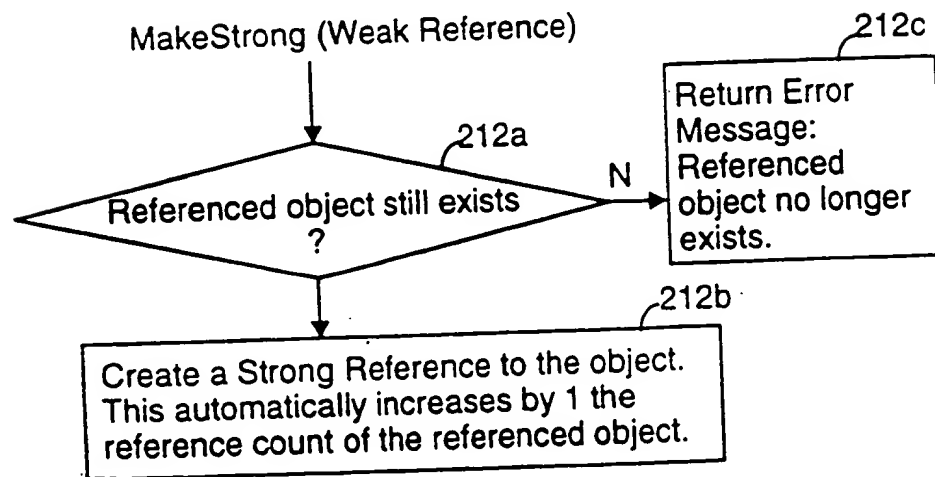 MakeStrong (Weak Reference)
212c
Return Error
Message:
Referenced
object no longer
exists.
212a
N
Referenced object still exists
?
212b
Create a Strong Reference to the object.
This automatically increases by 1 the
reference count of the referenced object.